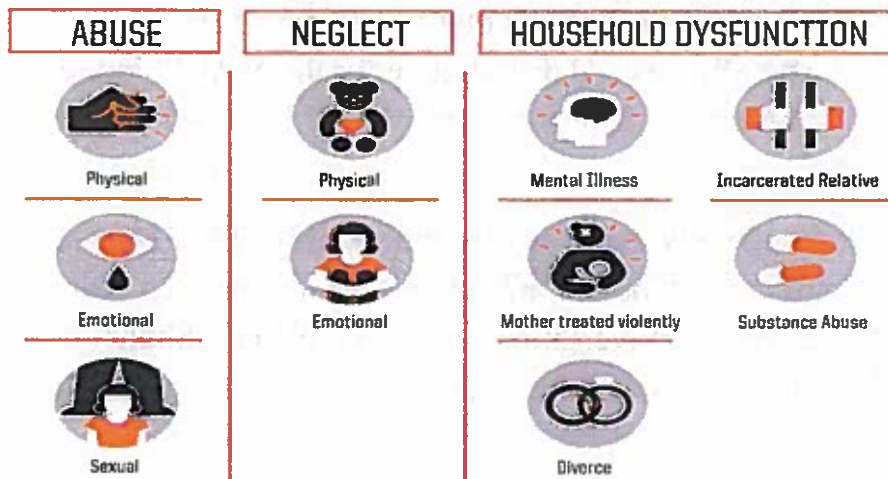 ABUSE
Physical
Emotional
Sexual
NEGLECT
Physical
Emotional
HOUSEHOLD DYSFUNCTION
Mental Illness
Incarcerated Relative
Mother treated violently
Substance Abuse
Divorce